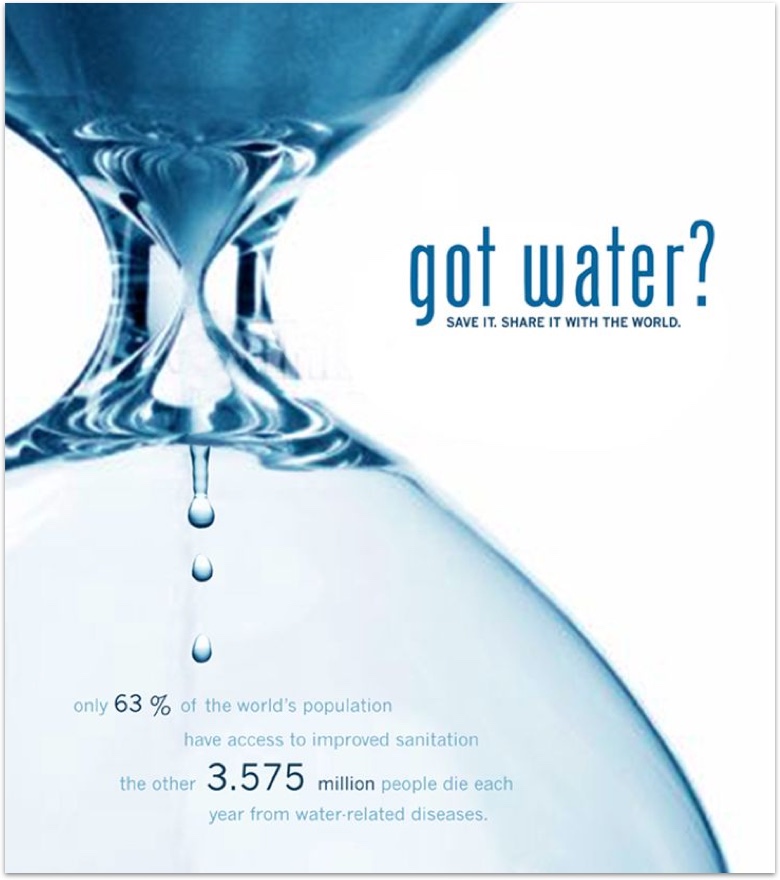 got water?
SAVE IT. SHARE IT WITH THE WORLD.
only 63 % of the world's population
have access to improved sanitation
the other 3.575 million people die each
year from water-related diseases.